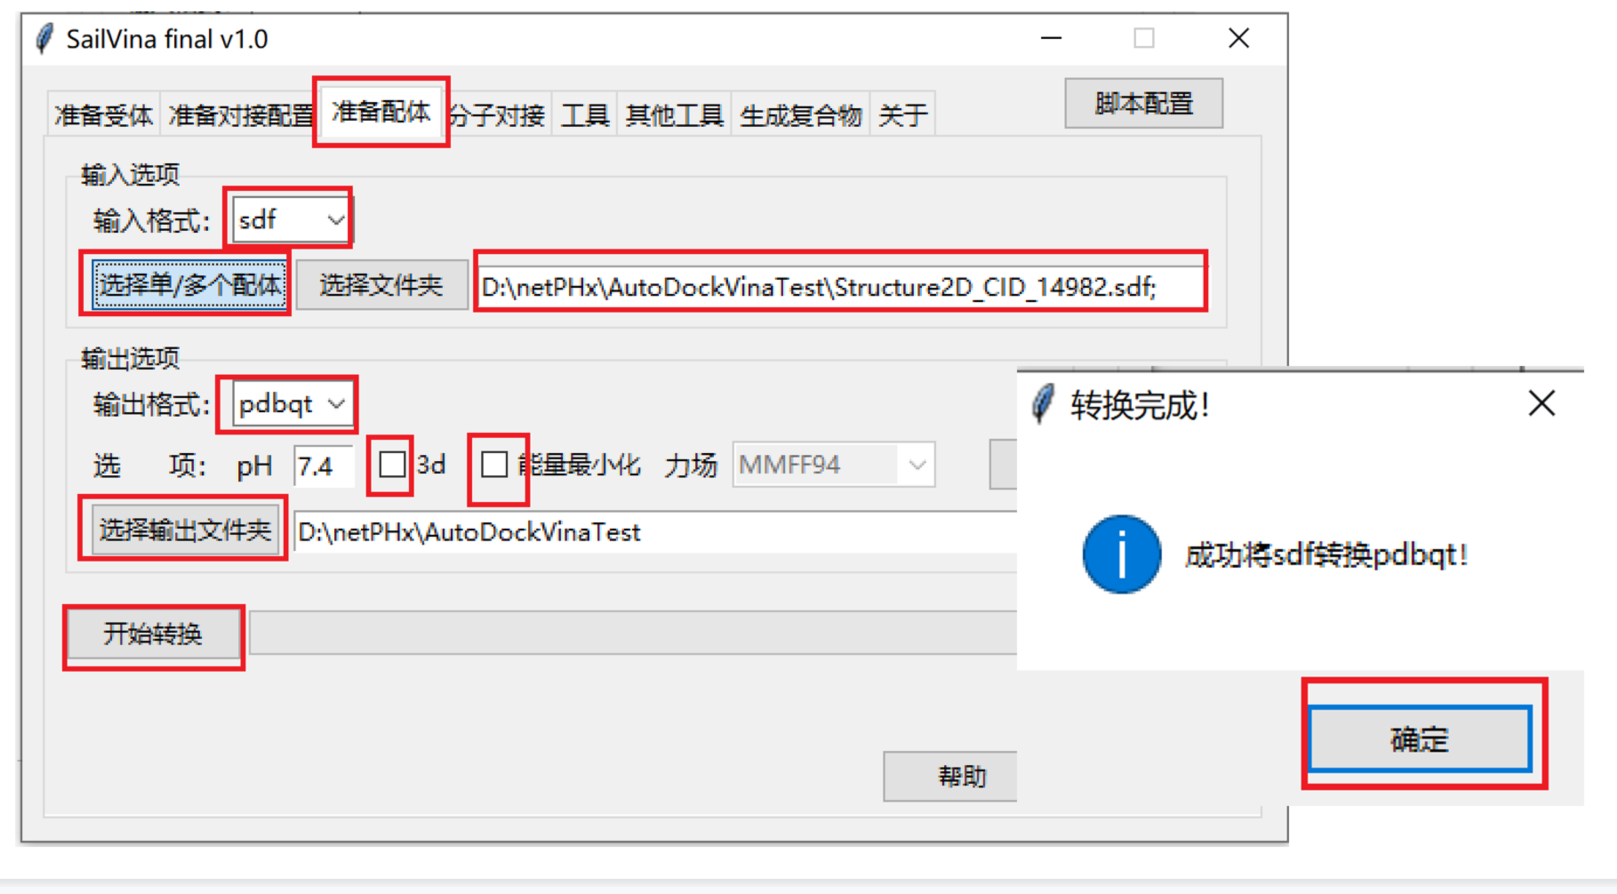 SailVina final v1.0
准备受体 准备对接配置 准备配体 分子对接 工具 其他工具 生成复合物 关于 脚本配置
输入选项
输入格式: sdf
选择单/多个配体 选择文件夹 D:\netPHx\AutoDockVinaTest\Structure2D_CID_14982.sdf;
输出选项
输出格式: pdbqt
选 项: pH 7.4 3d 能量最小化 力场 MMFF94
选择输出文件夹 D:\netPHx\AutoDockVinaTest
开始转换
帮助
转换完成!
成功将sdf转换pdbqt!
确定